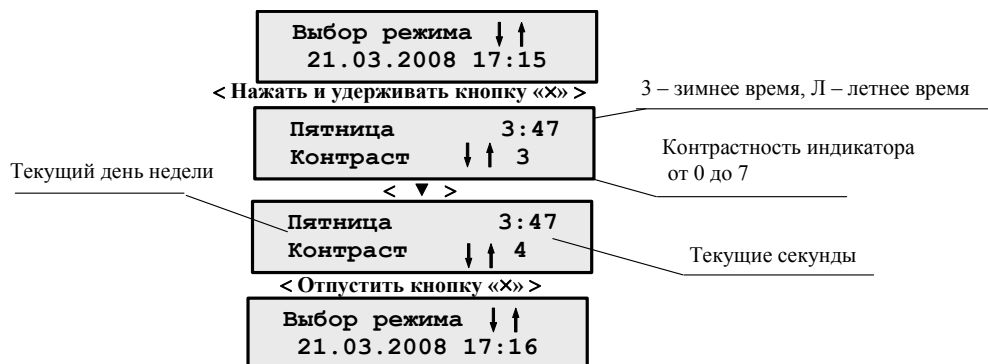 Выбор режима ↓↑
21.03.2008 17:15
< Нажать и удерживать кнопку «×» >
3 – зимнее время, Л – летнее время
Пятница 3:47
Контраст ↓↑ 3
Контрастность индикатора
от 0 до 7
Текущий день недели
< ▼ >
Пятница 3:47
Контраст ↓↑ 4
Текущие секунды
< Отпустить кнопку «×» >
Выбор режима ↓↑
21.03.2008 17:16